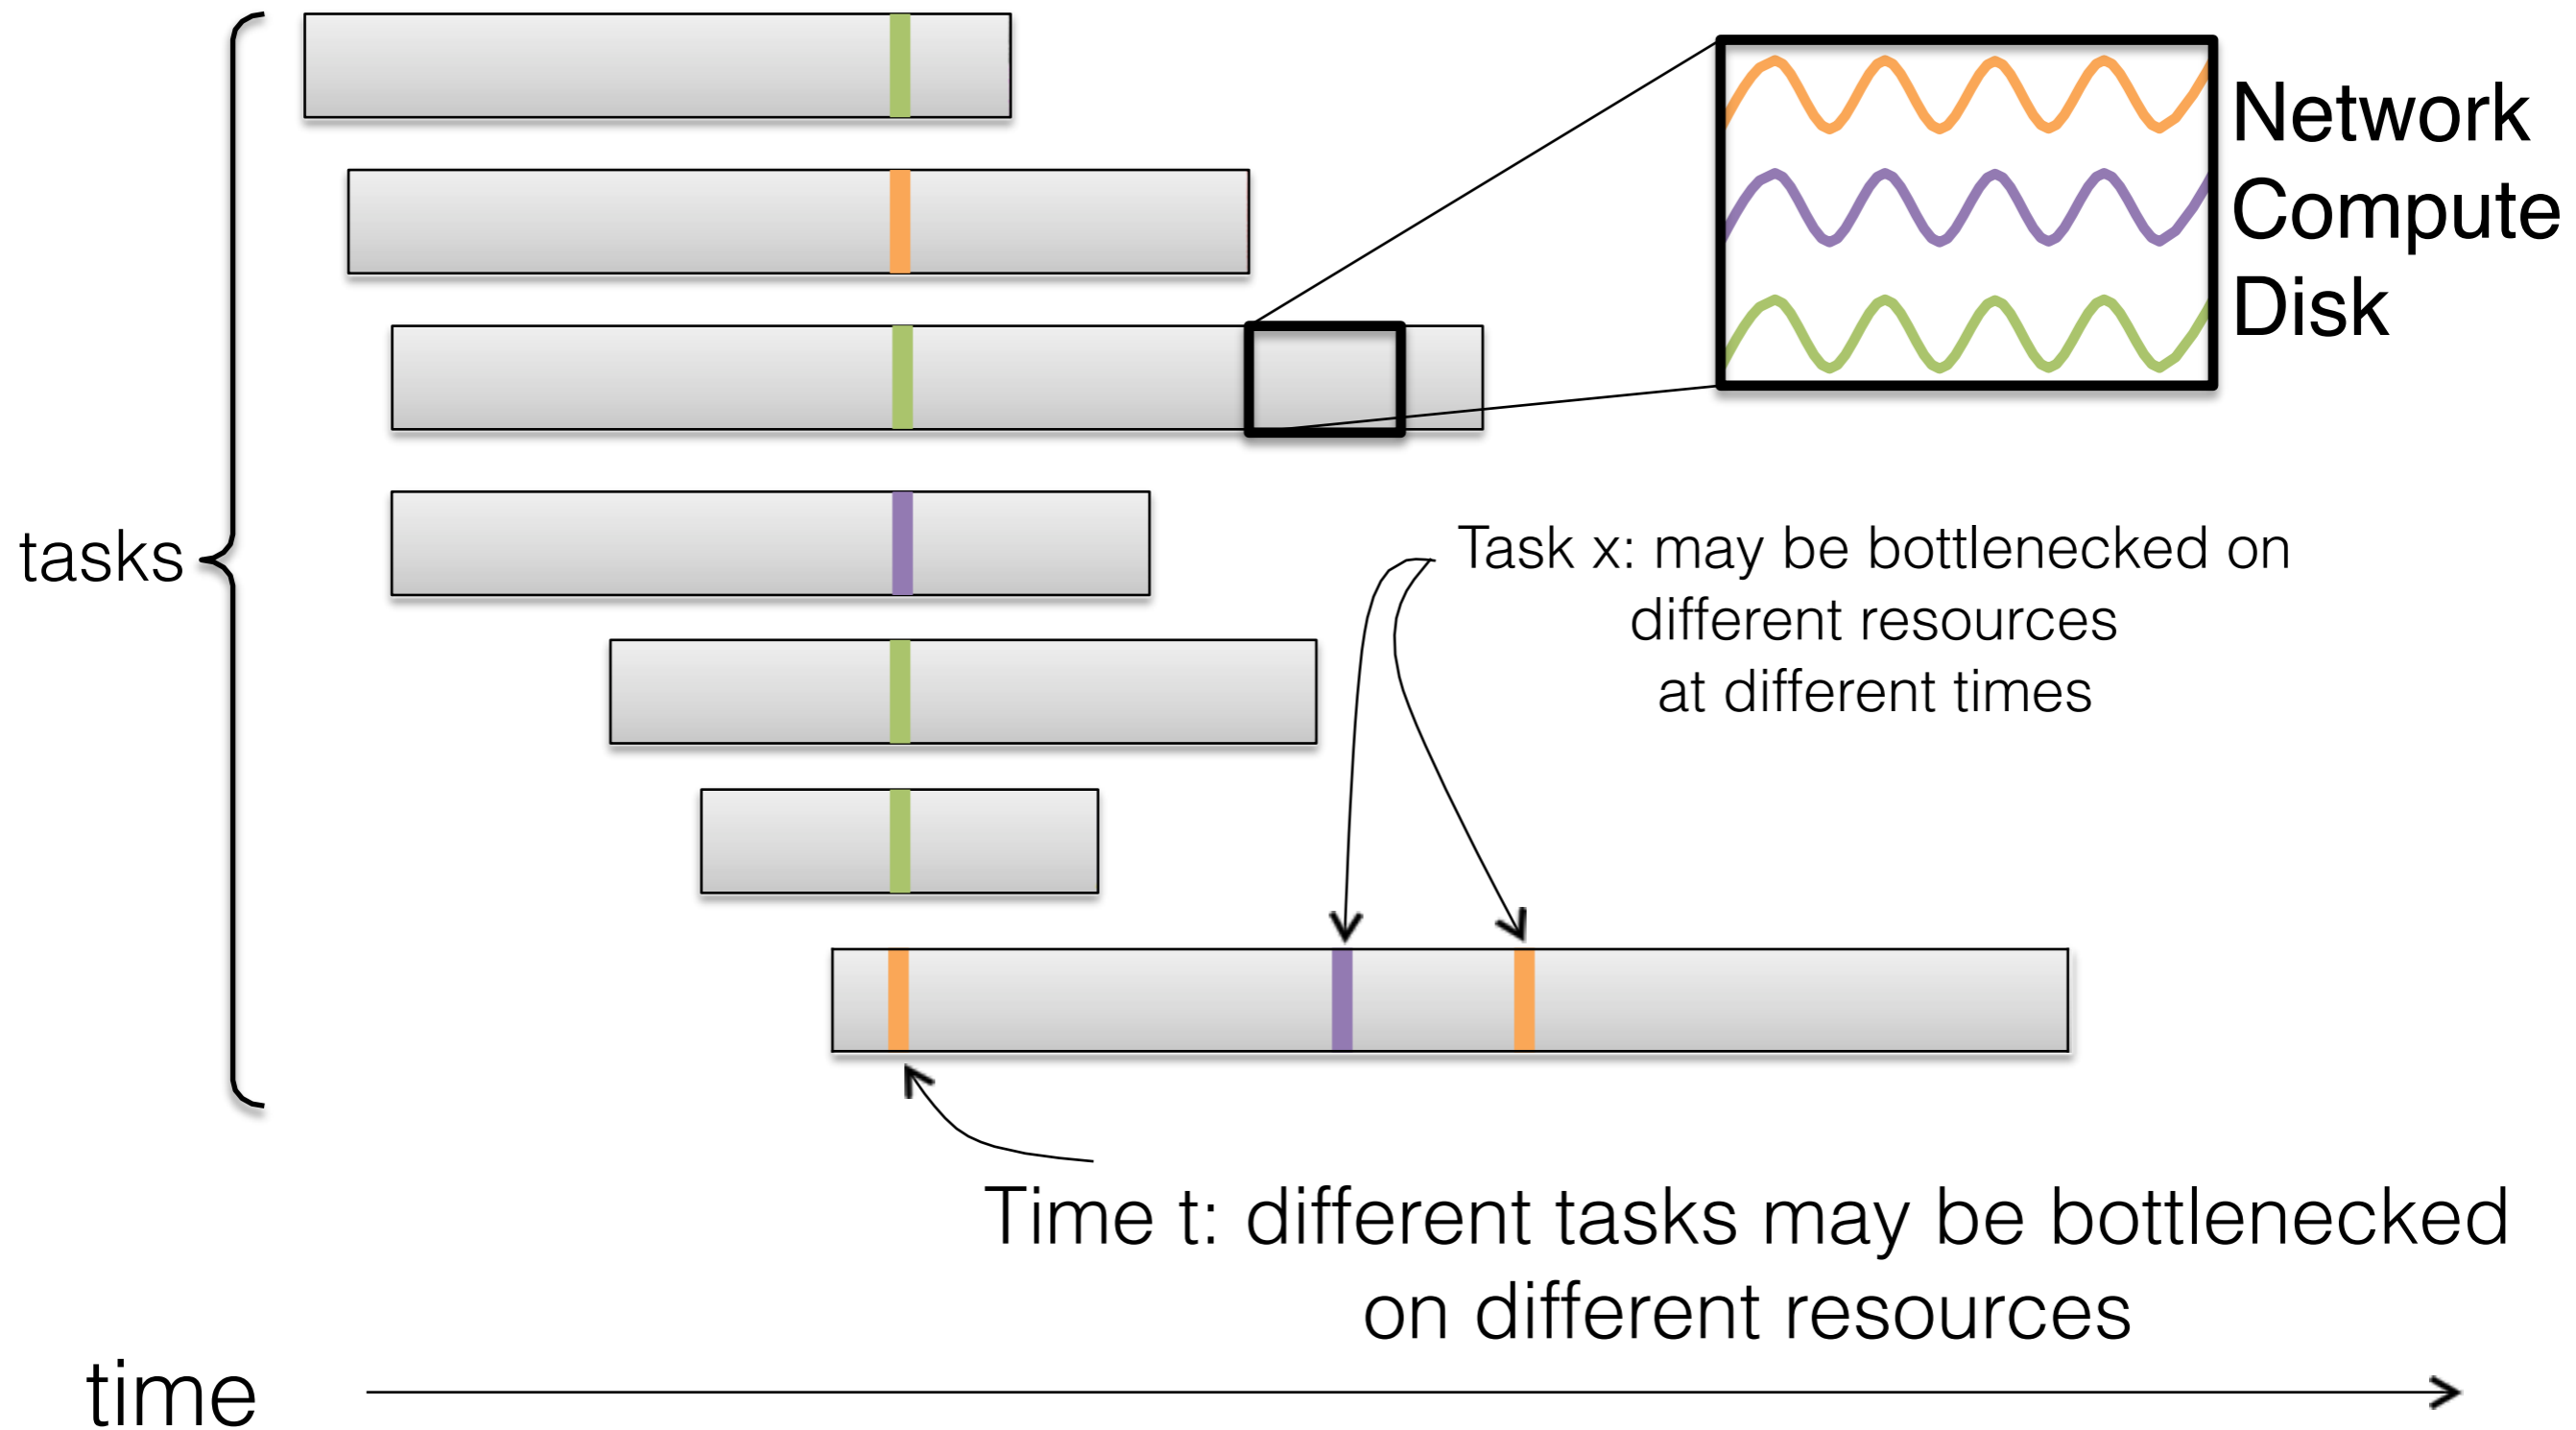 Network
Compute
Disk
tasks
Task x: may be bottlenecked on
different resources
at different times
Time t: different tasks may be bottlenecked
on different resources
time